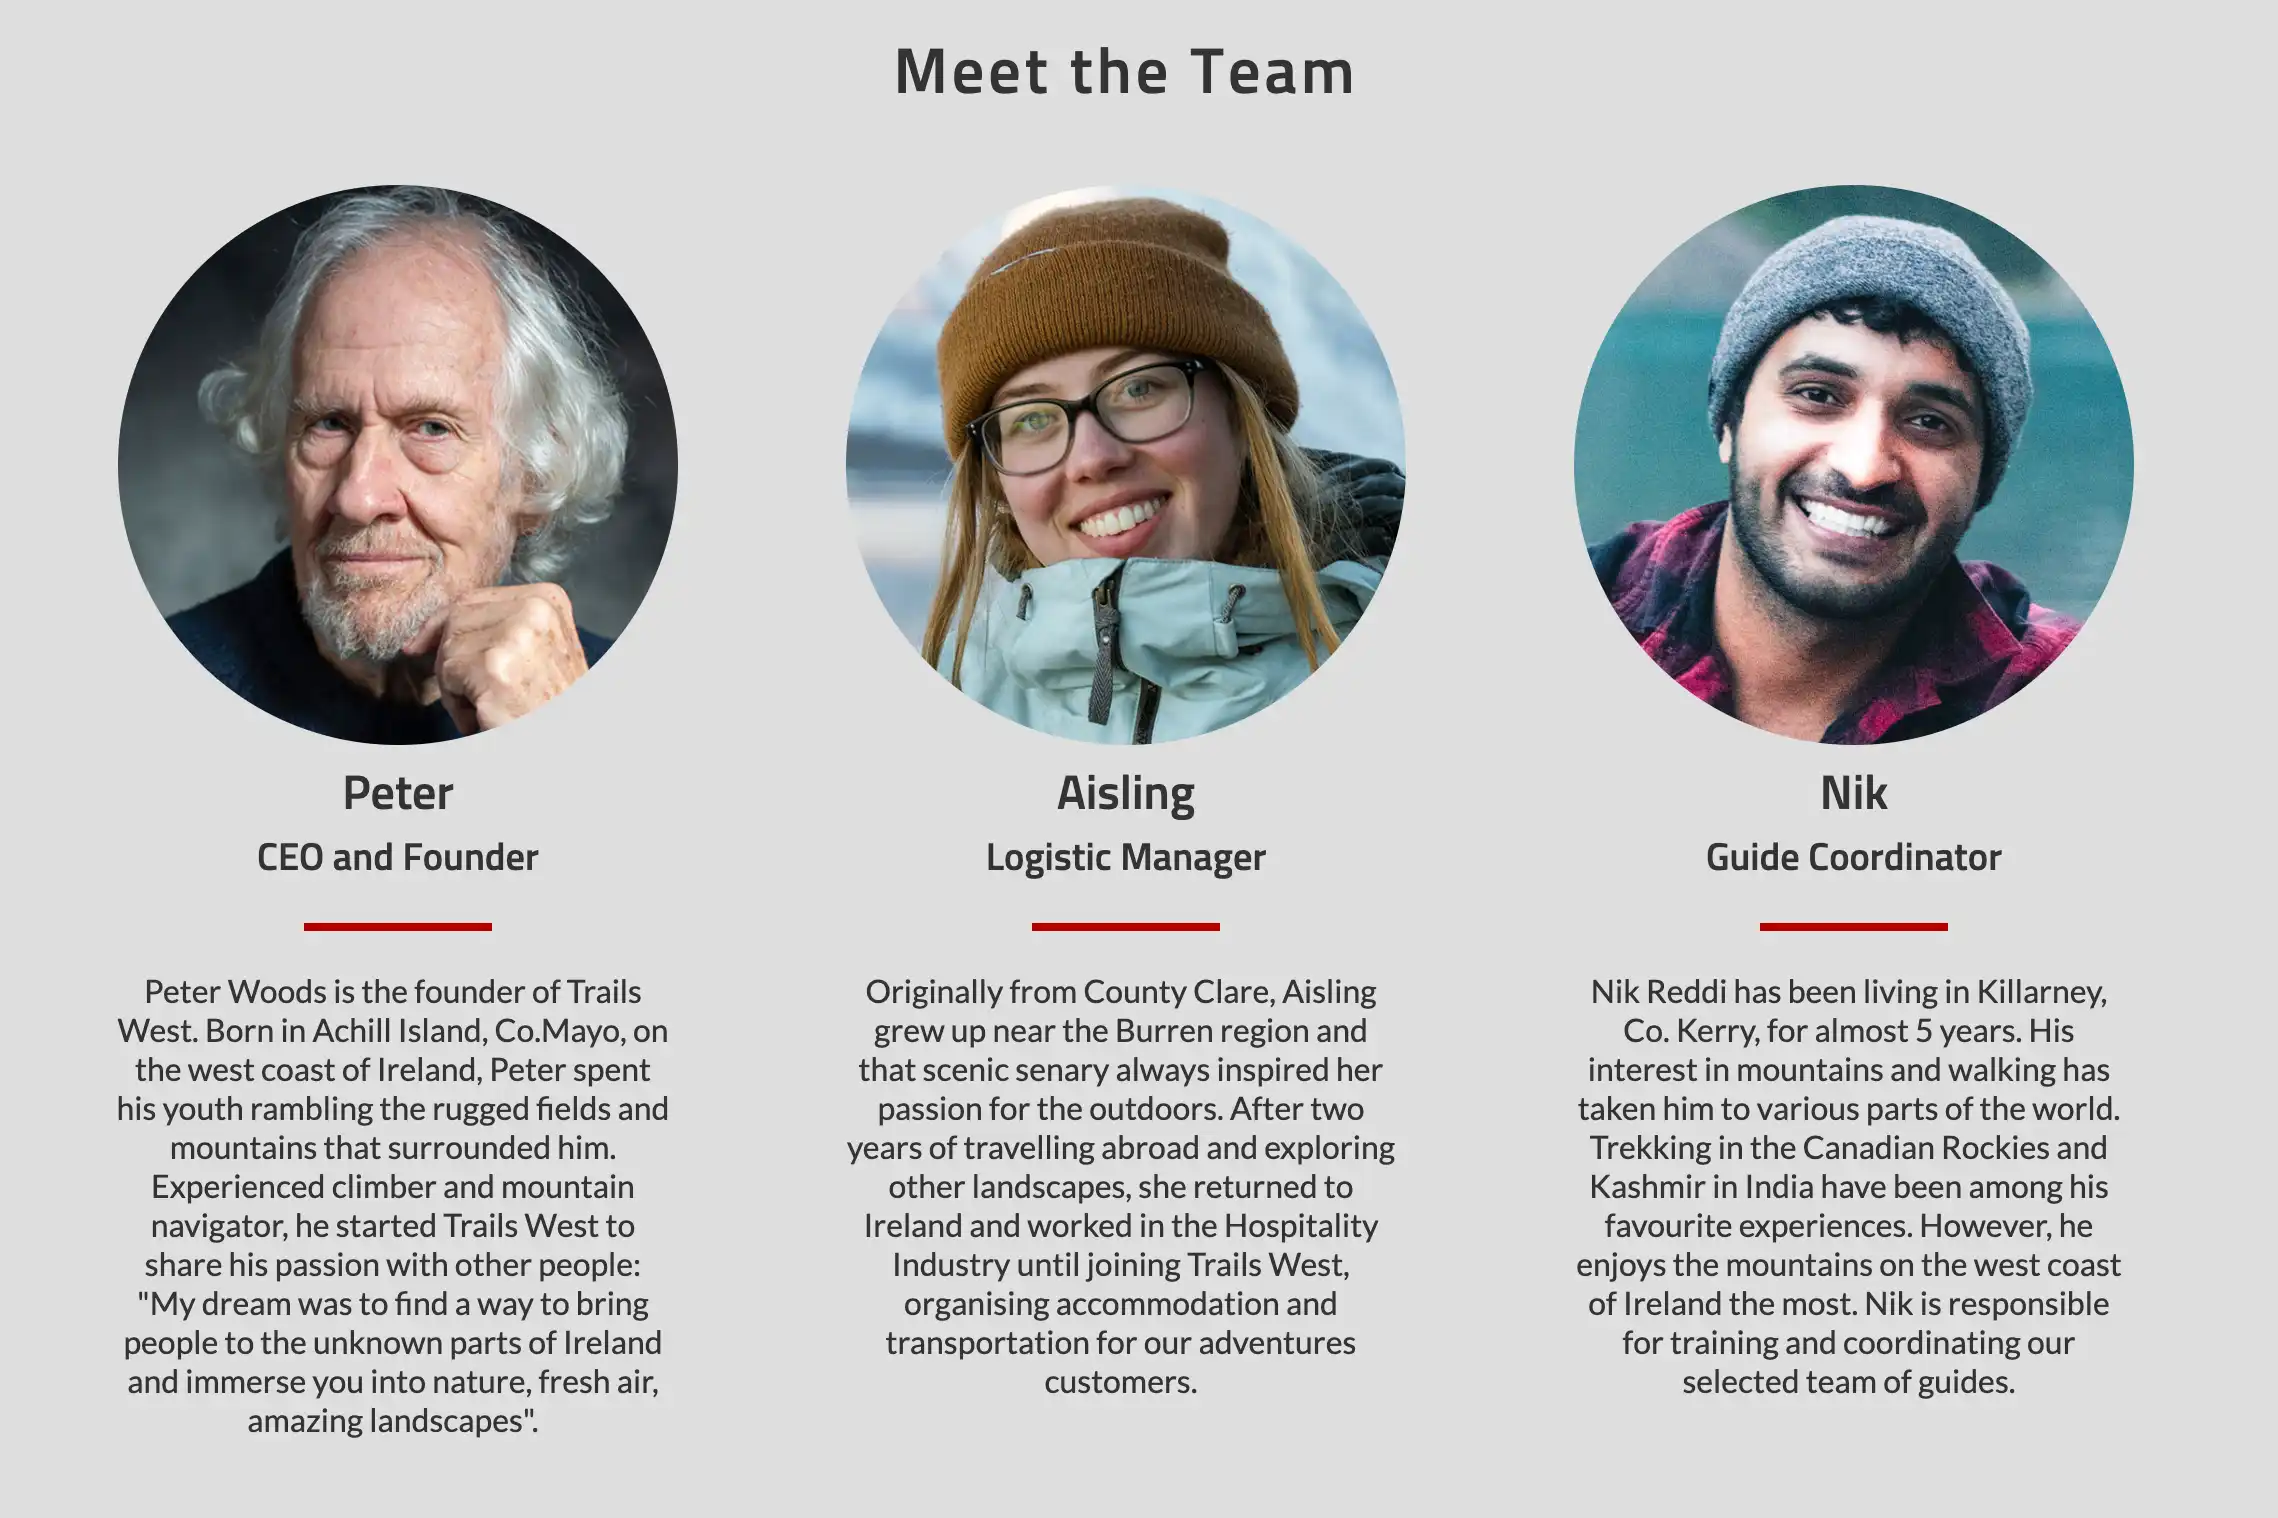 Meet the Team
Peter
CEO and Founder
Peter Woods is the founder of Trails
West. Born in Achill Island, Co.Mayo, on
the west coast of Ireland, Peter spent
his youth rambling the rugged fields and
mountains that surrounded him.
Experienced climber and mountain
navigator, he started Trails West to
share his passion with other people:
"My dream was to find a way to bring
people to the unknown parts of Ireland
and immerse you into nature, fresh air,
amazing landscapes".
Aisling
Logistic Manager
Originally from County Clare, Aisling
grew up near the Burren region and
that scenic senary always inspired her
passion for the outdoors. After two
years of travelling abroad and exploring
other landscapes, she returned to
Ireland and worked in the Hospitality
Industry until joining Trails West,
organising accommodation and
transportation for our adventures
customers.
Nik
Guide Coordinator
Nik Reddi has been living in Killarney,
Co. Kerry, for almost 5 years. His
interest in mountains and walking has
taken him to various parts of the world.
Trekking in the Canadian Rockies and
Kashmir in India have been among his
favourite experiences. However, he
enjoys the mountains on the west coast
of Ireland the most. Nik is responsible
for training and coordinating our
selected team of guides.